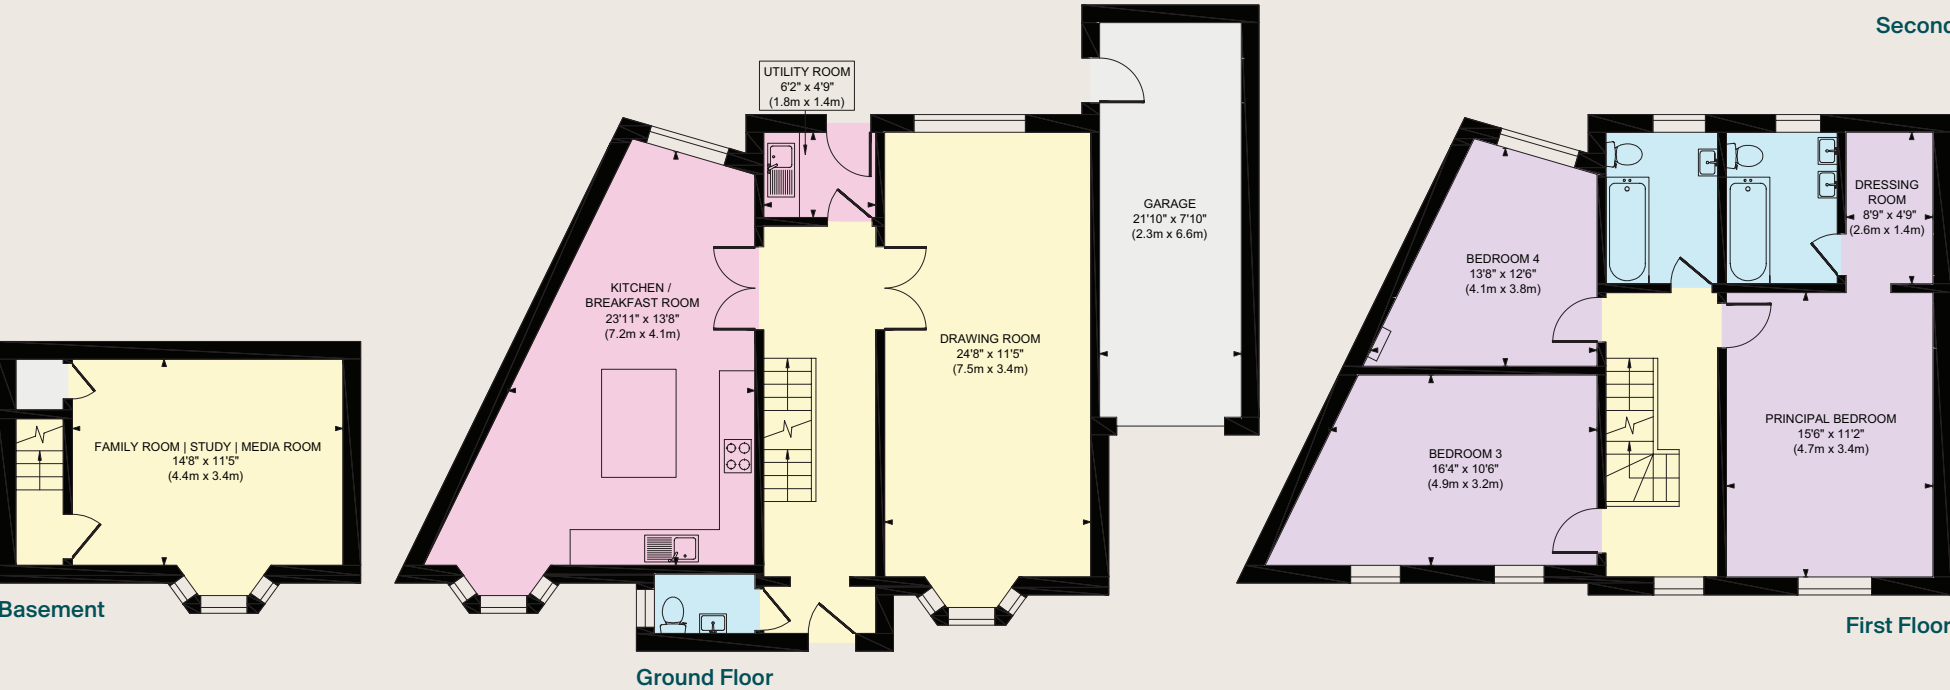 Second
UTILITY ROOM
6'2" x 4'9"
(1.8m x 1.4m)
KITCHEN /
BREAKFAST ROOM
23'11" x 13'8"
(7.2m x 4.1m)
DRAWING ROOM
24'8" x 11'5"
(7.5m x 3.4m)
GARAGE
21'10" x 7'10"
(2.3m x 6.6m)
DRESSING
ROOM
8'9" x 4'9"
(2.6m x 1.4m)
BEDROOM 4
13'8" x 12'6"
(4.1m x 3.8m)
BEDROOM 3
16'4" x 10'6"
(4.9m x 3.2m)
PRINCIPAL BEDROOM
15'6" x 11'2"
(4.7m x 3.4m)
FAMILY ROOM | STUDY | MEDIA ROOM
14'8" x 11'5"
(4.4m x 3.4m)
Basement
Ground Floor
First Floor